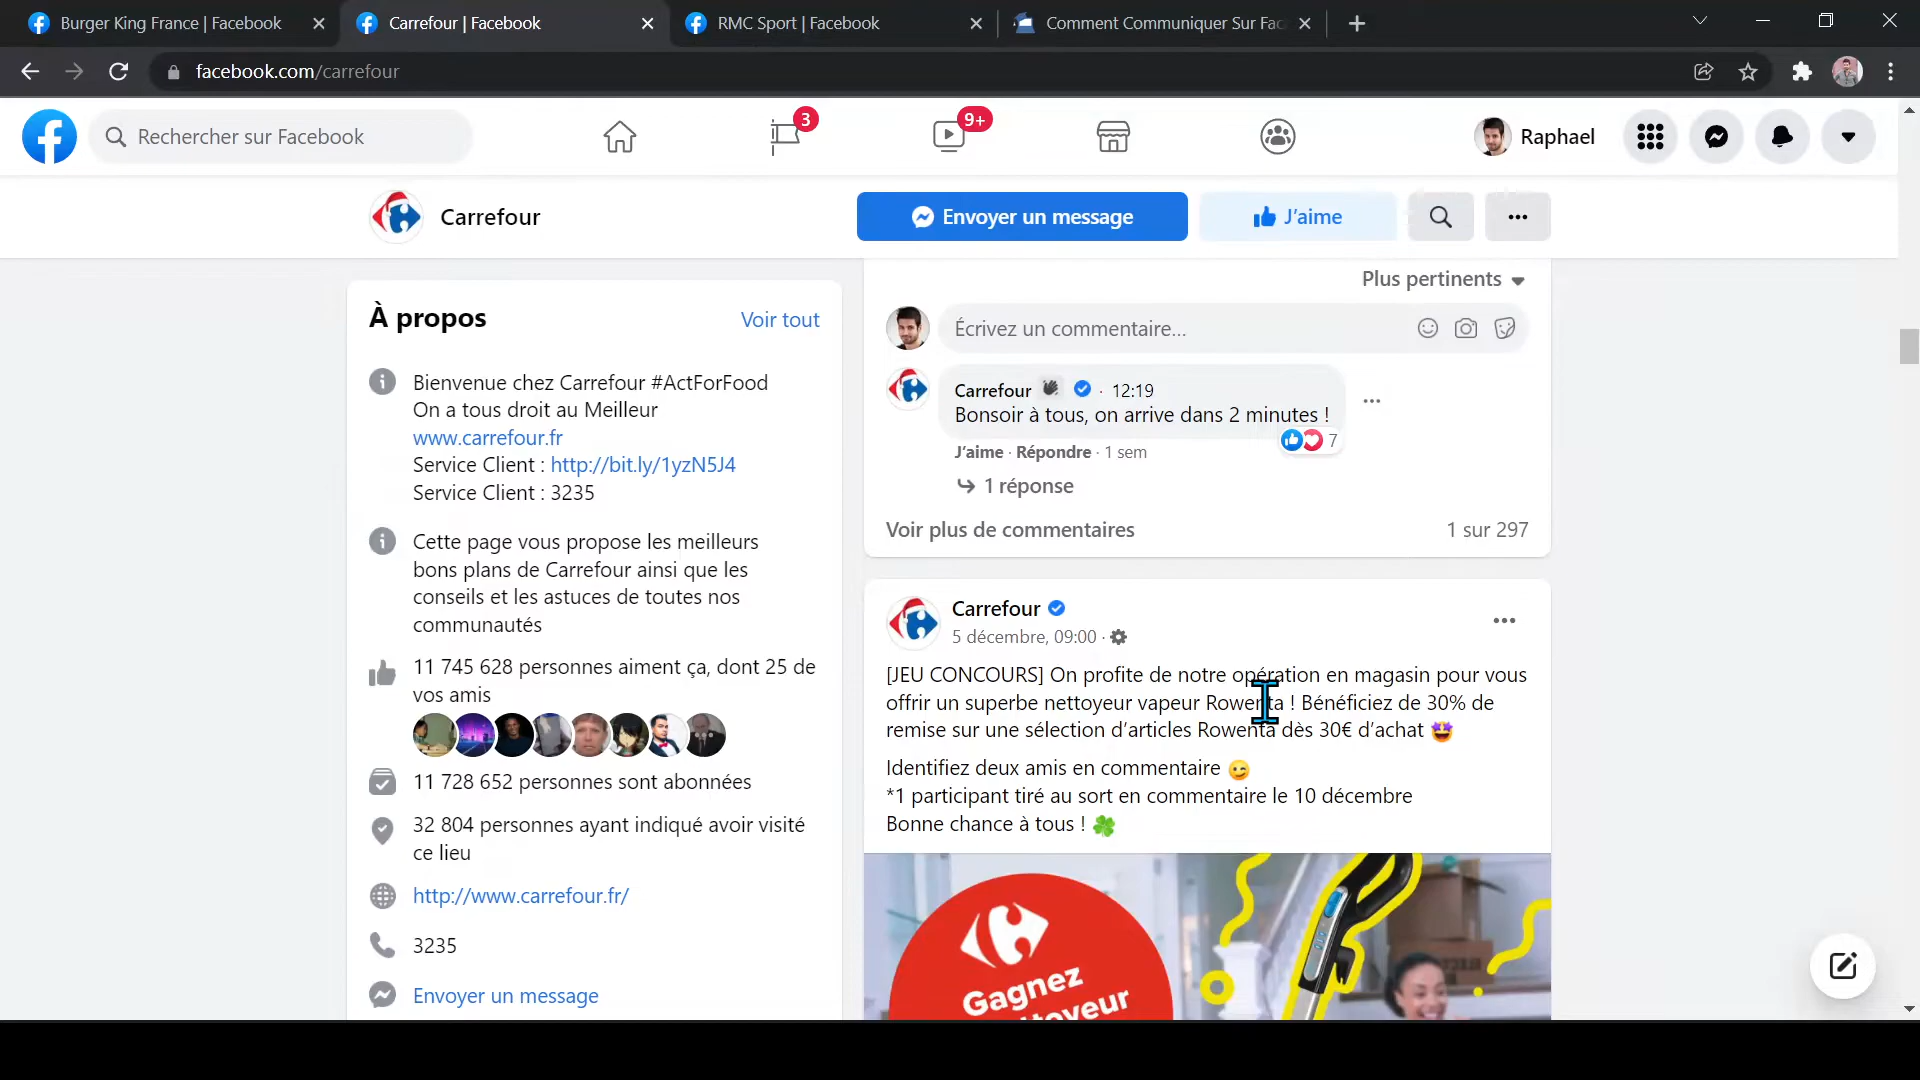 Burger King France | Facebook
Carrefour | Facebook
RMC Sport | Facebook
Comment Communiquer Sur Fac
facebook.com/carrefour
Rechercher sur Facebook
3
9+
Raphael
Carrefour
Envoyer un message
J'aime
À propos
Voir tout
Bienvenue chez Carrefour #ActForFood
On a tous droit au Meilleur
www.carrefour.fr
Service Client : http://bit.ly/1yzN5J4
Service Client : 3235
Cette page vous propose les meilleurs
bons plans de Carrefour ainsi que les
conseils et les astuces de toutes nos
communautés
11 745 628 personnes aiment ça, dont 25 de
vos amis
11 728 652 personnes sont abonnées
32 804 personnes ayant indiqué avoir visité
ce lieu
http://www.carrefour.fr/
3235
Envoyer un message
Plus pertinents
Écrivez un commentaire...
Carrefour · 12:19
Bonsoir à tous, on arrive dans 2 minutes !
7
J'aime · Répondre · 1 sem
1 réponse
Voir plus de commentaires
1 sur 297
Carrefour
5 décembre, 09:00 ·
[JEU CONCOURS] On profite de notre opération en magasin pour vous
offrir un superbe nettoyeur vapeur Rowenta ! Bénéficiez de 30% de
remise sur une sélection d'articles Rowenta dès 30€ d'achat 🤩
Identifiez deux amis en commentaire 😉
*1 participant tiré au sort en commentaire le 10 décembre
Bonne chance à tous ! 🍀
Gagnez